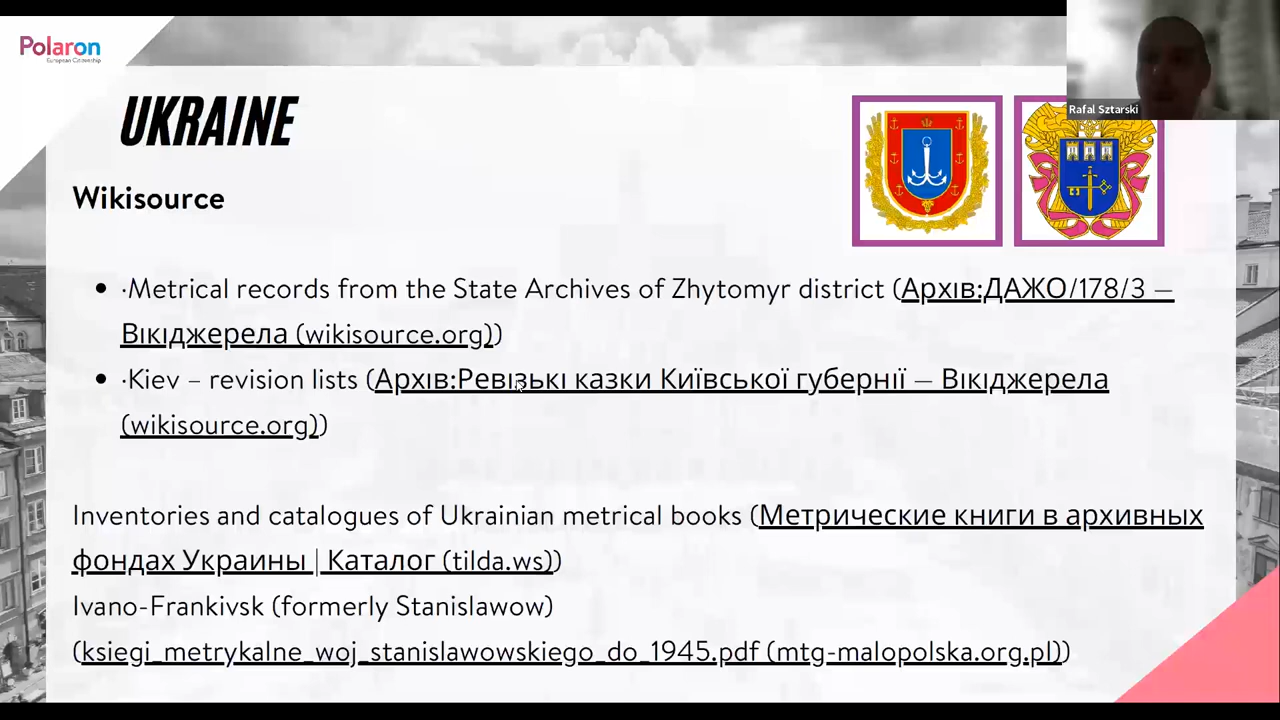 Polaron
European Citizenship
Rafal Sztarski
UKRAINE
Wikisource
·Metrical records from the State Archives of Zhytomyr district (Архів:ДАЖО/178/3 —
Вікіджерела (wikisource.org))
·Kiev – revision lists (Архів:Ревізькі казки Київської губернії — Вікіджерела
(wikisource.org))
Inventories and catalogues of Ukrainian metrical books (Метрические книги в архивных
фондах Украины | Каталог (tilda.ws))
Ivano-Frankivsk (formerly Stanislawow)
(ksiegi_metrykalne_woj_stanislawowskiego_do_1945.pdf (mtg-malopolska.org.pl))